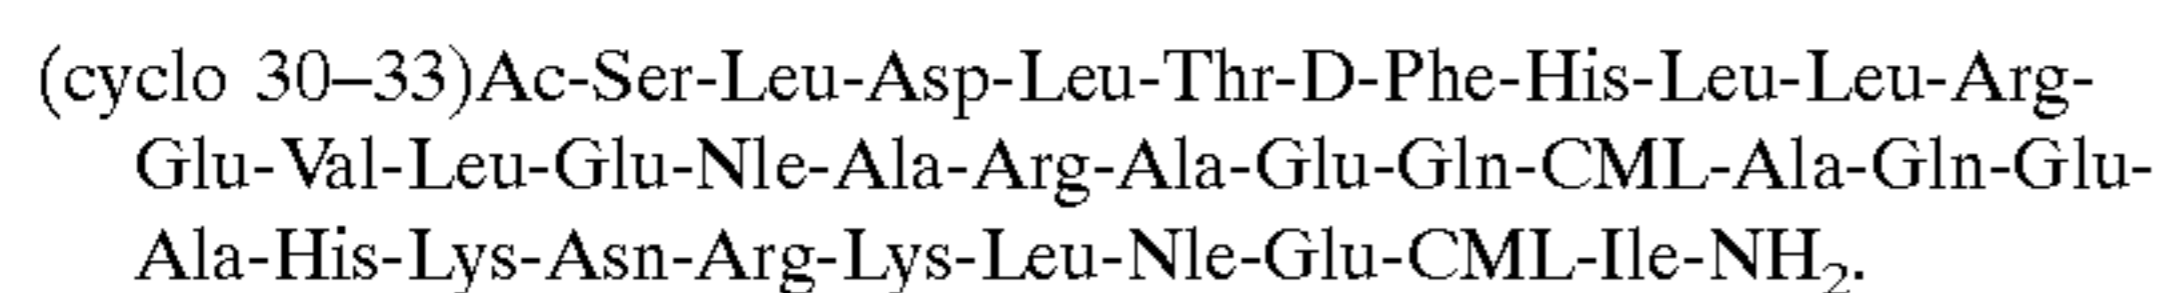 (cyclo 30–33)Ac-Ser-Leu-Asp-Leu-Thr-D-Phe-His-Leu-Leu-Arg-
Glu-Val-Leu-Glu-Nle-Ala-Arg-Ala-Glu-Gln-CML-Ala-Gln-Glu-
Ala-His-Lys-Asn-Arg-Lys-Leu-Nle-Glu-CML-Ile-NH₂.